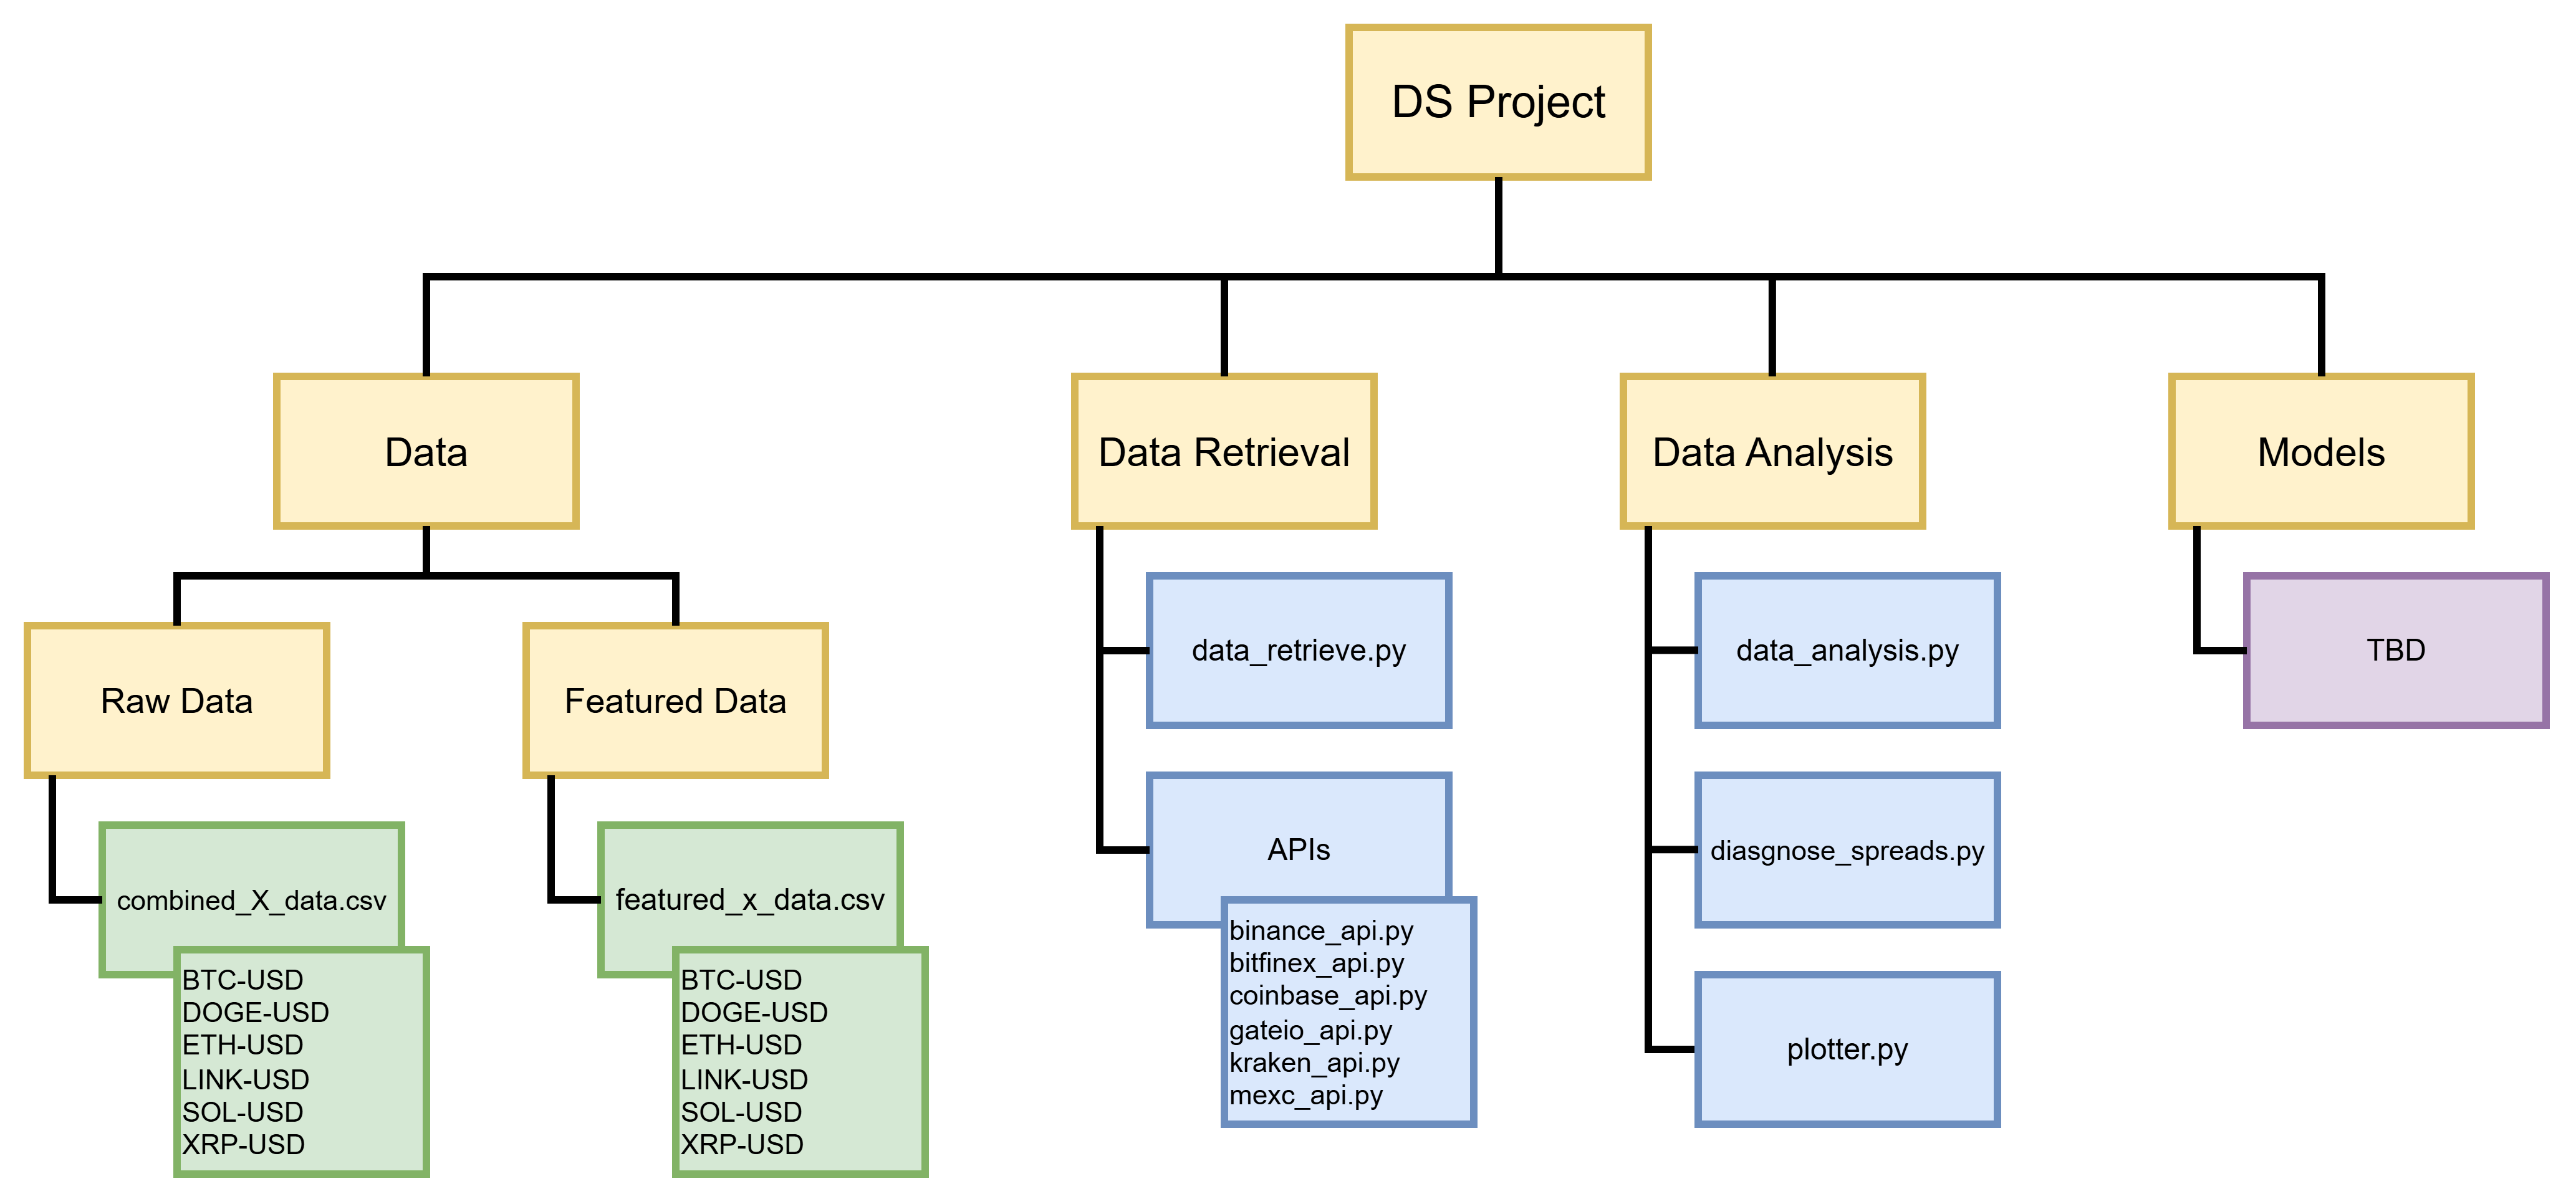 DS Project
Data
Data Retrieval
Data Analysis
Models
Raw Data
Featured Data
combined_X_data.csv
BTC-USD
DOGE-USD
ETH-USD
LINK-USD
SOL-USD
XRP-USD
featured_x_data.csv
BTC-USD
DOGE-USD
ETH-USD
LINK-USD
SOL-USD
XRP-USD
data_retrieve.py
APIs
binance_api.py
bitfinex_api.py
coinbase_api.py
gateio_api.py
kraken_api.py
mexc_api.py
data_analysis.py
diasgnose_spreads.py
plotter.py
TBD